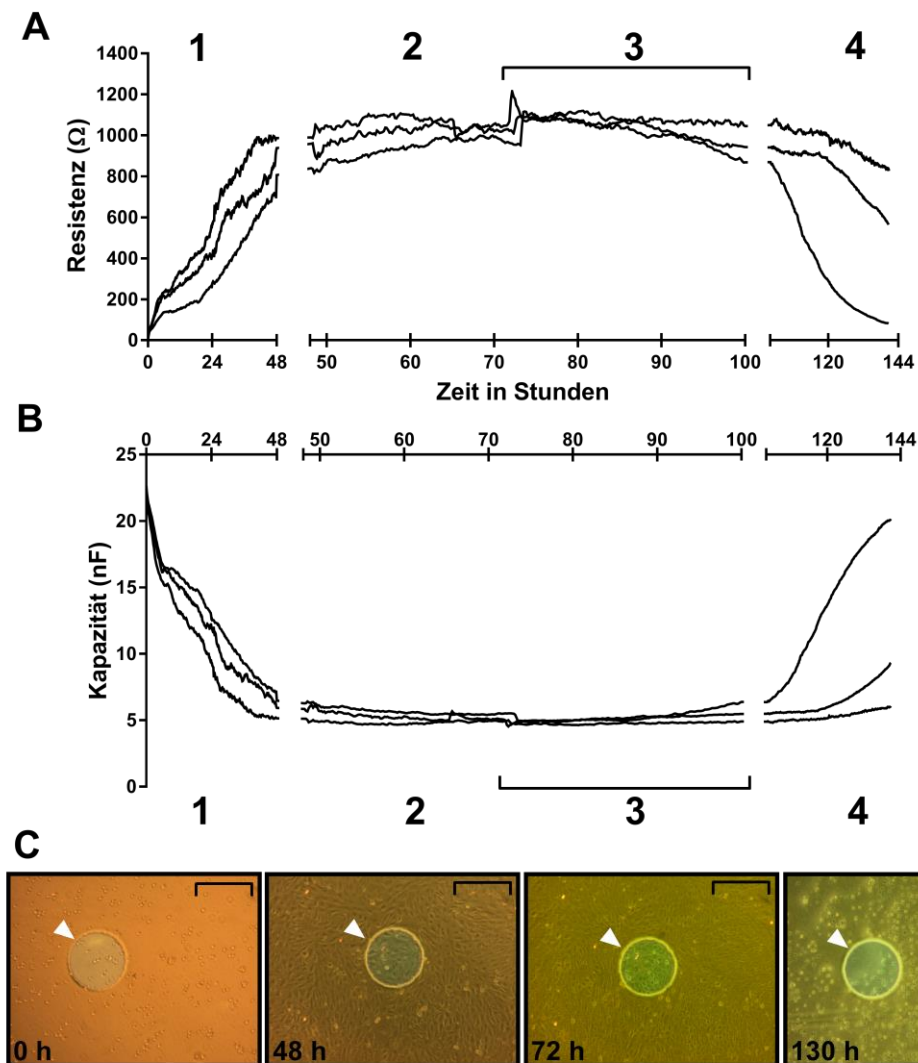 A
1 2 3 4
1400
1200
1000
800
600
400
200
0
Resistenz (Ω)
0 24 48 50 60 70 80 90 100 120 144
Zeit in Stunden
B
0 24 48 50 60 70 80 90 100 120 144
25
20
15
10
5
0
Kapazität (nF)
1 2 3 4
C
0 h 48 h 72 h 130 h